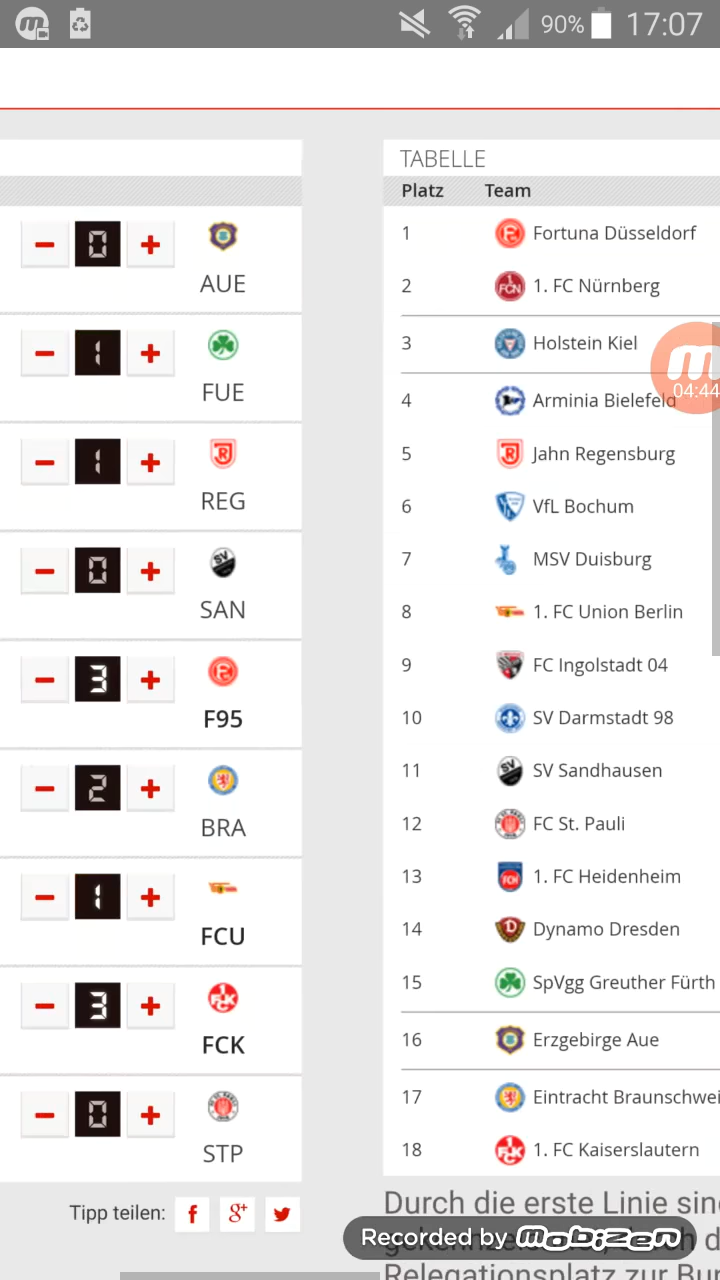 90% 17:07
0
AUE
1
FUE
1
REG
0
SAN
3
F95
2
BRA
1
FCU
3
FCK
0
STP
Tipp teilen:
TABELLE
Platz Team
1 Fortuna Düsseldorf
2 1. FC Nürnberg
3 Holstein Kiel
04:44
4 Arminia Bielefeld
5 Jahn Regensburg
6 VfL Bochum
7 MSV Duisburg
8 1. FC Union Berlin
9 FC Ingolstadt 04
10 SV Darmstadt 98
11 SV Sandhausen
12 FC St. Pauli
13 1. FC Heidenheim
14 Dynamo Dresden
15 SpVgg Greuther Fürth
16 Erzgebirge Aue
17 Eintracht Braunschwei
18 1. FC Kaiserslautern
Durch die erste Linie sin
Recorded by mobizen
Relegationsplatz zur Bu